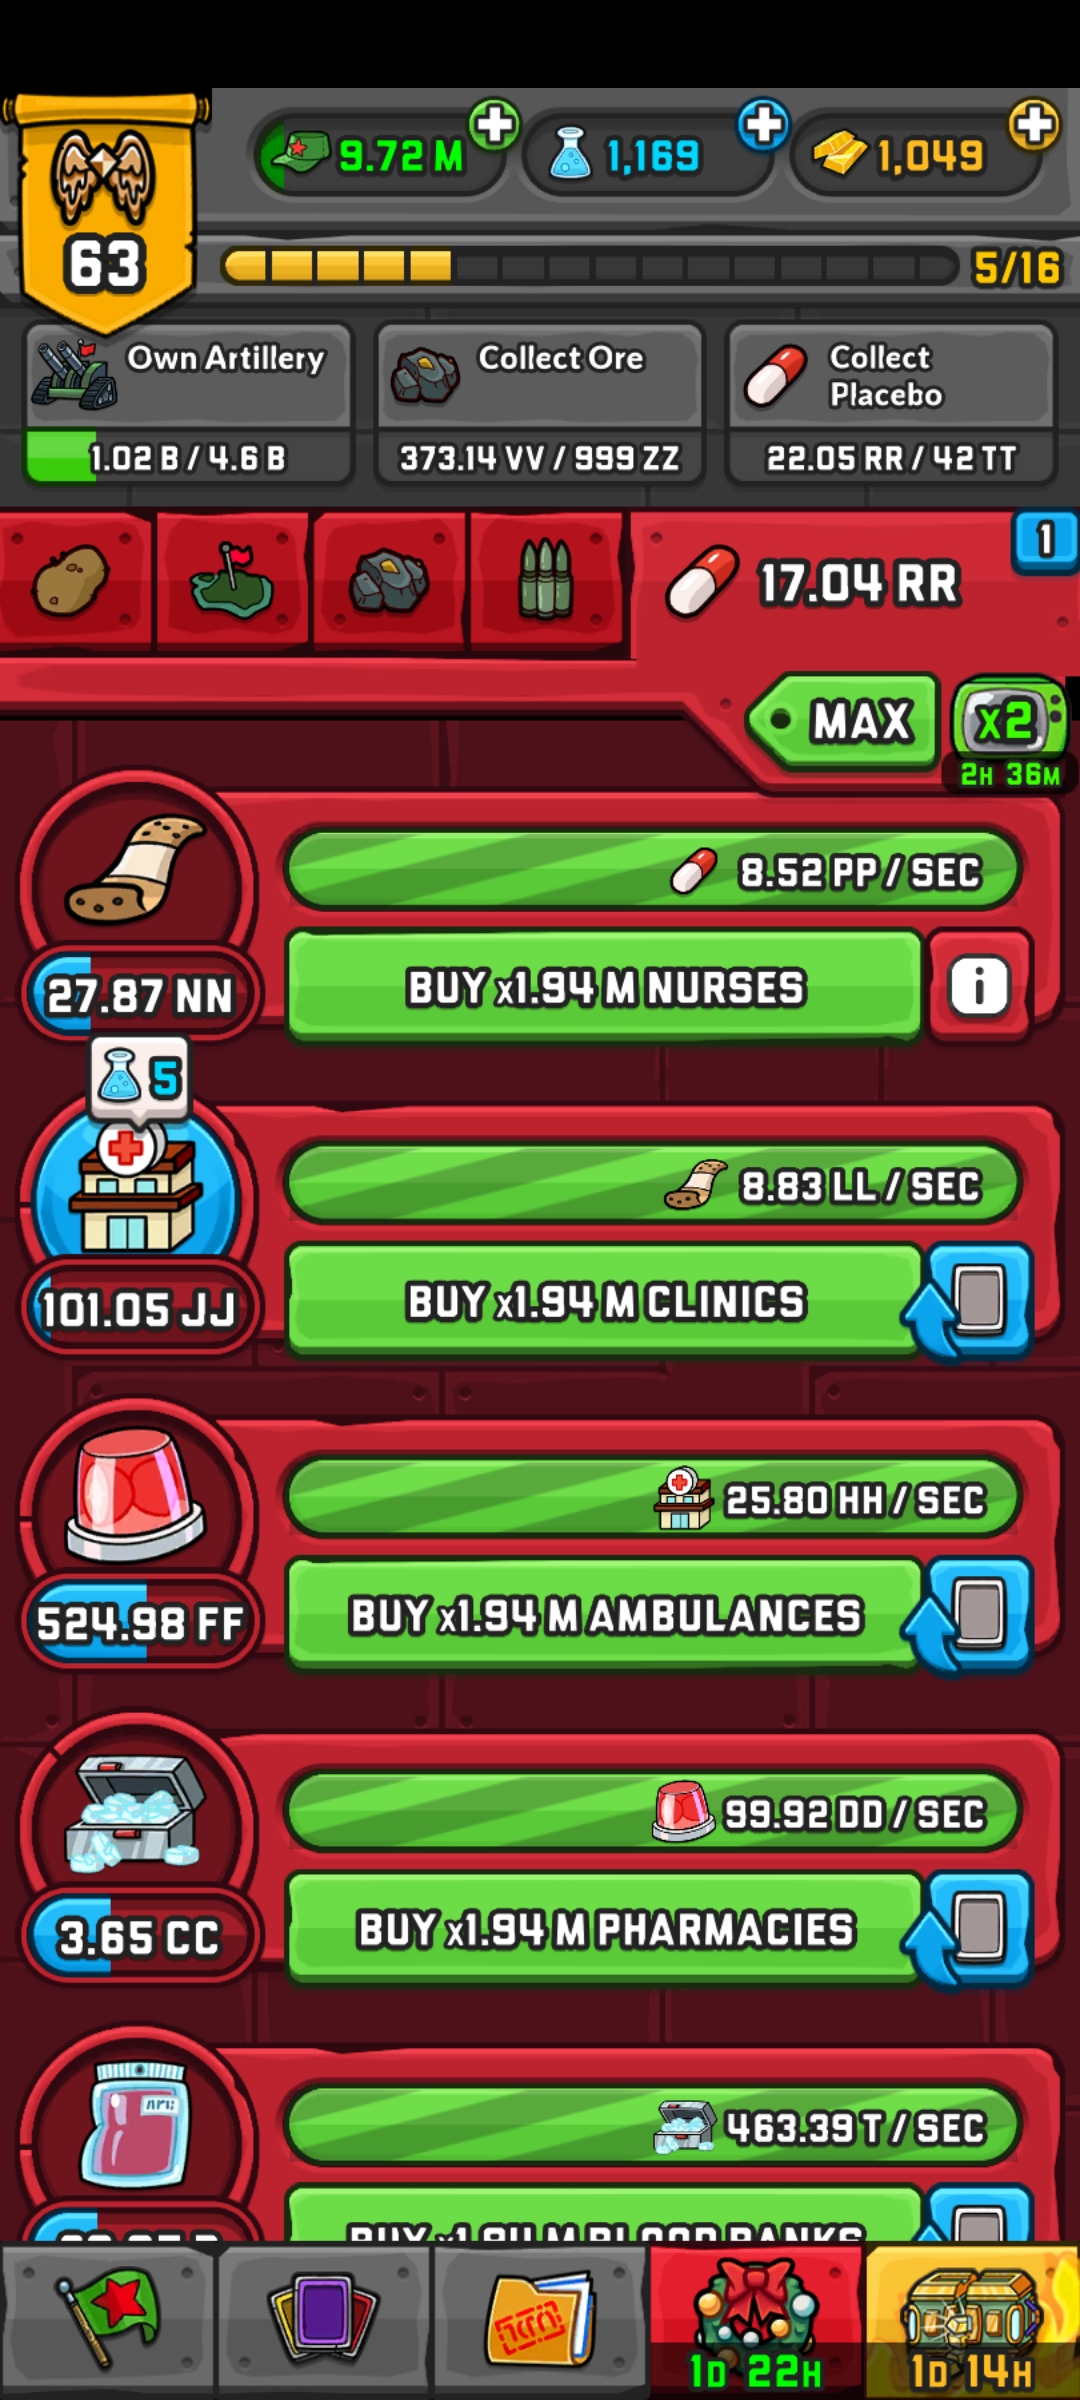 9.72 M
1,169
1,049
63
5/16
Own Artillery
1.02 B / 4.6 B
Collect Ore
373.14 VV / 999 ZZ
Collect
Placebo
22.05 RR / 42 TT
17.04 RR
1
MAX
x2
2H 36M
8.52 PP / SEC
27.87 NN
BUY x1.94 M NURSES
i
5
8.83 LL / SEC
101.05 JJ
BUY x1.94 M CLINICS
25.80 HH / SEC
524.98 FF
BUY x1.94 M AMBULANCES
99.92 DD / SEC
3.65 CC
BUY x1.94 M PHARMACIES
463.39 T / SEC
BUY x1.94 M BLOOD BANKS
1D 22H
1D 14H